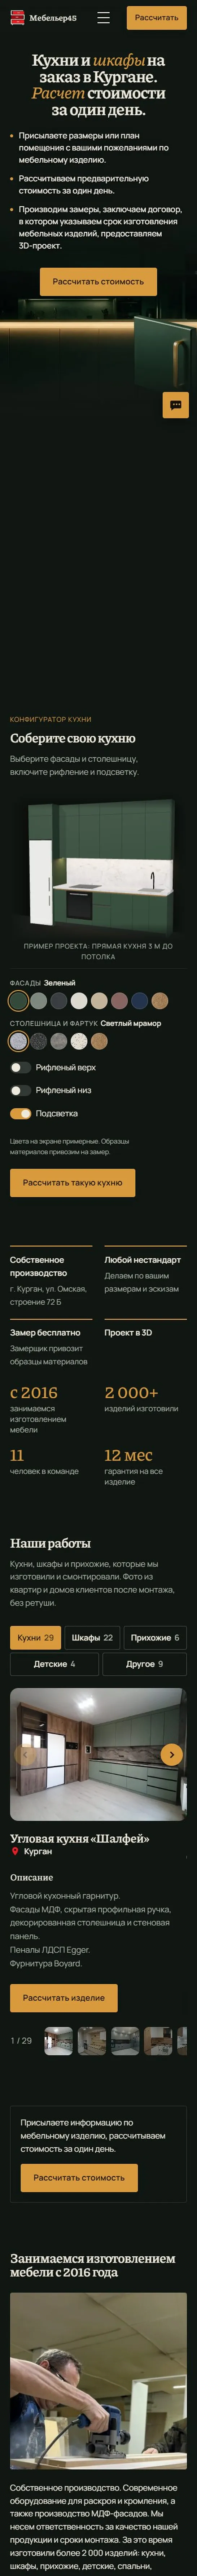 Мебельер45
Рассчитать
Кухни и шкафы на
заказ в Кургане.
Расчет стоимости
за один день.
Присылаете размеры или план
помещения с вашими пожеланиями по
мебельному изделию.
Рассчитываем предварительную
стоимость за один день.
Производим замеры, заключаем договор,
в котором указываем срок изготовления
мебельных изделий, предоставляем
3D-проект.
Рассчитать стоимость
КОНФИГУРАТОР КУХНИ
Соберите свою кухню
Выберите фасады и столешницу,
включите рифление и подсветку.
ПРИМЕР ПРОЕКТА: ПРЯМАЯ КУХНЯ 3 М ДО
ПОТОЛКА
ФАСАДЫ Зеленый
СТОЛЕШНИЦА И ФАРТУК Светлый мрамор
Рифленый верх
Рифленый низ
Подсветка
Цвета на экране примерные. Образцы
материалов привозим на замер.
Рассчитать такую кухню
Собственное
производство
г. Курган, ул. Омская,
строение 72 Б
Любой нестандарт
Делаем по вашим
размерам и эскизам
Замер бесплатно
Замерщик привозит
образцы материалов
Проект в 3D
с 2016
занимаемся
изготовлением
мебели
2 000+
изделий изготовили
11
человек в команде
12 мес
гарантия на все
изделие
Наши работы
Кухни, шкафы и прихожие, которые мы
изготовили и смонтировали. Фото из
квартир и домов клиентов после монтажа,
без ретуши.
Кухни 29
Шкафы 22
Прихожие 6
Детские 4
Другое 9
Угловая кухня «Шалфей»
Курган
Описание
Угловой кухонный гарнитур.
Фасады МДФ, скрытая профильная ручка,
декорированная столешница и стеновая
панель.
Пеналы ЛДСП Egger.
Фурнитура Boyard.
Рассчитать изделие
1 / 29
Присылаете информацию по
мебельному изделию, рассчитываем
стоимость за один день.
Рассчитать стоимость
Занимаемся изготовлением
мебели с 2016 года
Собственное производство. Современное
оборудование для раскроя и кромления, а
также производство МДФ-фасадов. Мы
несем ответственность за качество нашей
продукции и сроки монтажа. За это время
изготовили более 2 000 изделий: кухни,
шкафы, прихожие, детские, спальни,